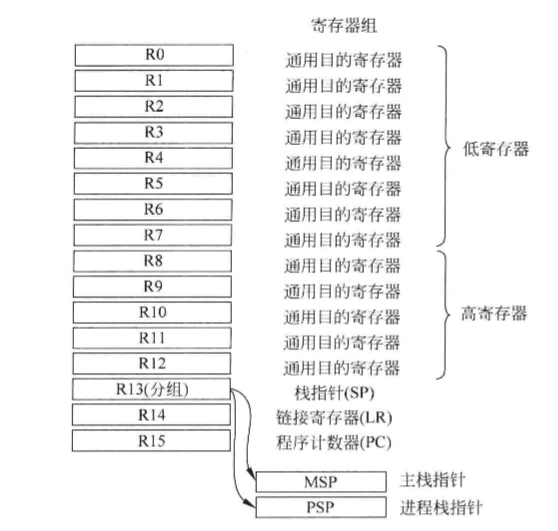 寄存器组
R0 通用目的寄存器
R1 通用目的寄存器
R2 通用目的寄存器
R3 通用目的寄存器
R4 通用目的寄存器
R5 通用目的寄存器
R6 通用目的寄存器
R7 通用目的寄存器
低寄存器
R8 通用目的寄存器
R9 通用目的寄存器
R10 通用目的寄存器
R11 通用目的寄存器
R12 通用目的寄存器
高寄存器
R13(分组) 栈指针(SP)
R14 链接寄存器(LR)
R15 程序计数器(PC)
MSP 主栈指针
PSP 进程栈指针